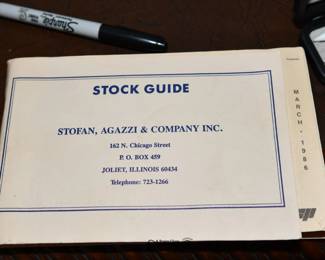 Sharpie
STOCK GUIDE
STOFAN, AGAZZI & COMPANY INC.
162 N. Chicago Street
P. O. BOX 459
JOLIET, ILLINOIS 60434
Telephone: 723-1266
MARCH • 1986